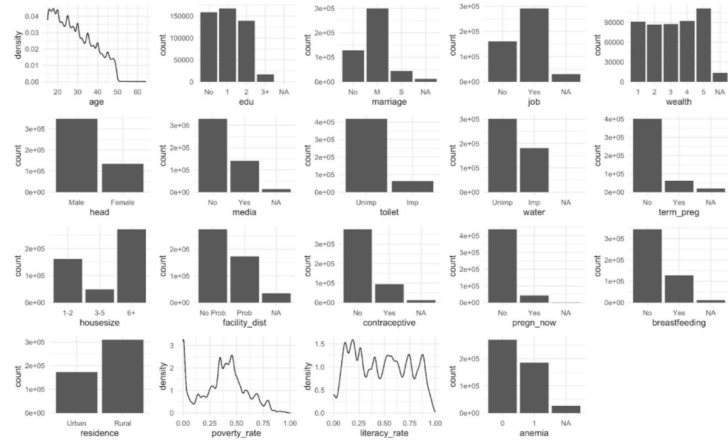 density
0.04
0.03
0.02
0.01
0.00
20 30 40 50 60
age
count
150000
100000
50000
0
No 1 2 3+ NA
edu
count
3e+05
2e+05
1e+05
0e+00
No M S NA
marriage
count
3e+05
2e+05
1e+05
0e+00
No Yes NA
job
count
90000
60000
30000
0
1 2 3 4 5 NA
wealth
count
3e+05
2e+05
1e+05
0e+00
Male Female
head
count
3e+05
2e+05
1e+05
0e+00
No Yes NA
media
count
4e+05
3e+05
2e+05
1e+05
0e+00
Unimp Imp
toilet
count
3e+05
2e+05
1e+05
0e+00
Unimp Imp NA
water
count
4e+05
3e+05
2e+05
1e+05
0e+00
No Yes NA
term_preg
count
2e+05
1e+05
0e+00
1-2 3-5 6+
housesize
count
2e+05
1e+05
0e+00
No Prob Prob NA
facility_dist
count
3e+05
2e+05
1e+05
0e+00
No Yes NA
contraceptive
count
4e+05
3e+05
2e+05
1e+05
0e+00
No Yes NA
pregn_now
count
3e+05
2e+05
1e+05
0e+00
No Yes NA
breastfeeding
count
3e+05
2e+05
1e+05
0e+00
Urban Rural
residence
density
3
2
1
0
0.00 0.25 0.50 0.75 1.00
poverty_rate
density
1.5
1.0
0.5
0.0
0.00 0.25 0.50 0.75 1.00
literacy_rate
count
2e+05
1e+05
0e+00
0 1 NA
anemia